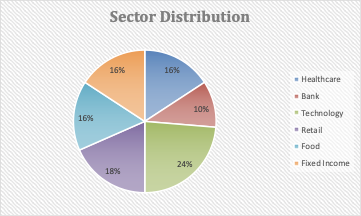 Sector Distribution
16%
16%
10%
16%
24%
18%
Healthcare
Bank
Technology
Retail
Food
Fixed Income